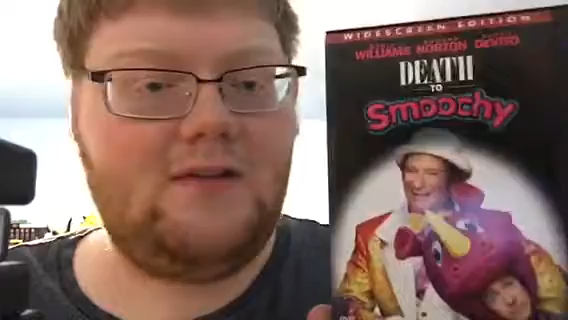 WIDESCREEN EDITION
WILLIAMS NORTON DEVITO
DEATH
TO
Smoochy